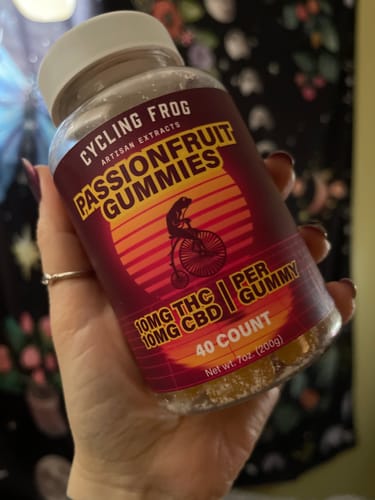 CYCLING FROG
ARTISAN EXTRACTS
PASSIONFRUIT
GUMMIES
10MG THC | PER
10MG CBD | GUMMY
40 COUNT
Net wt. 7oz. (200g)